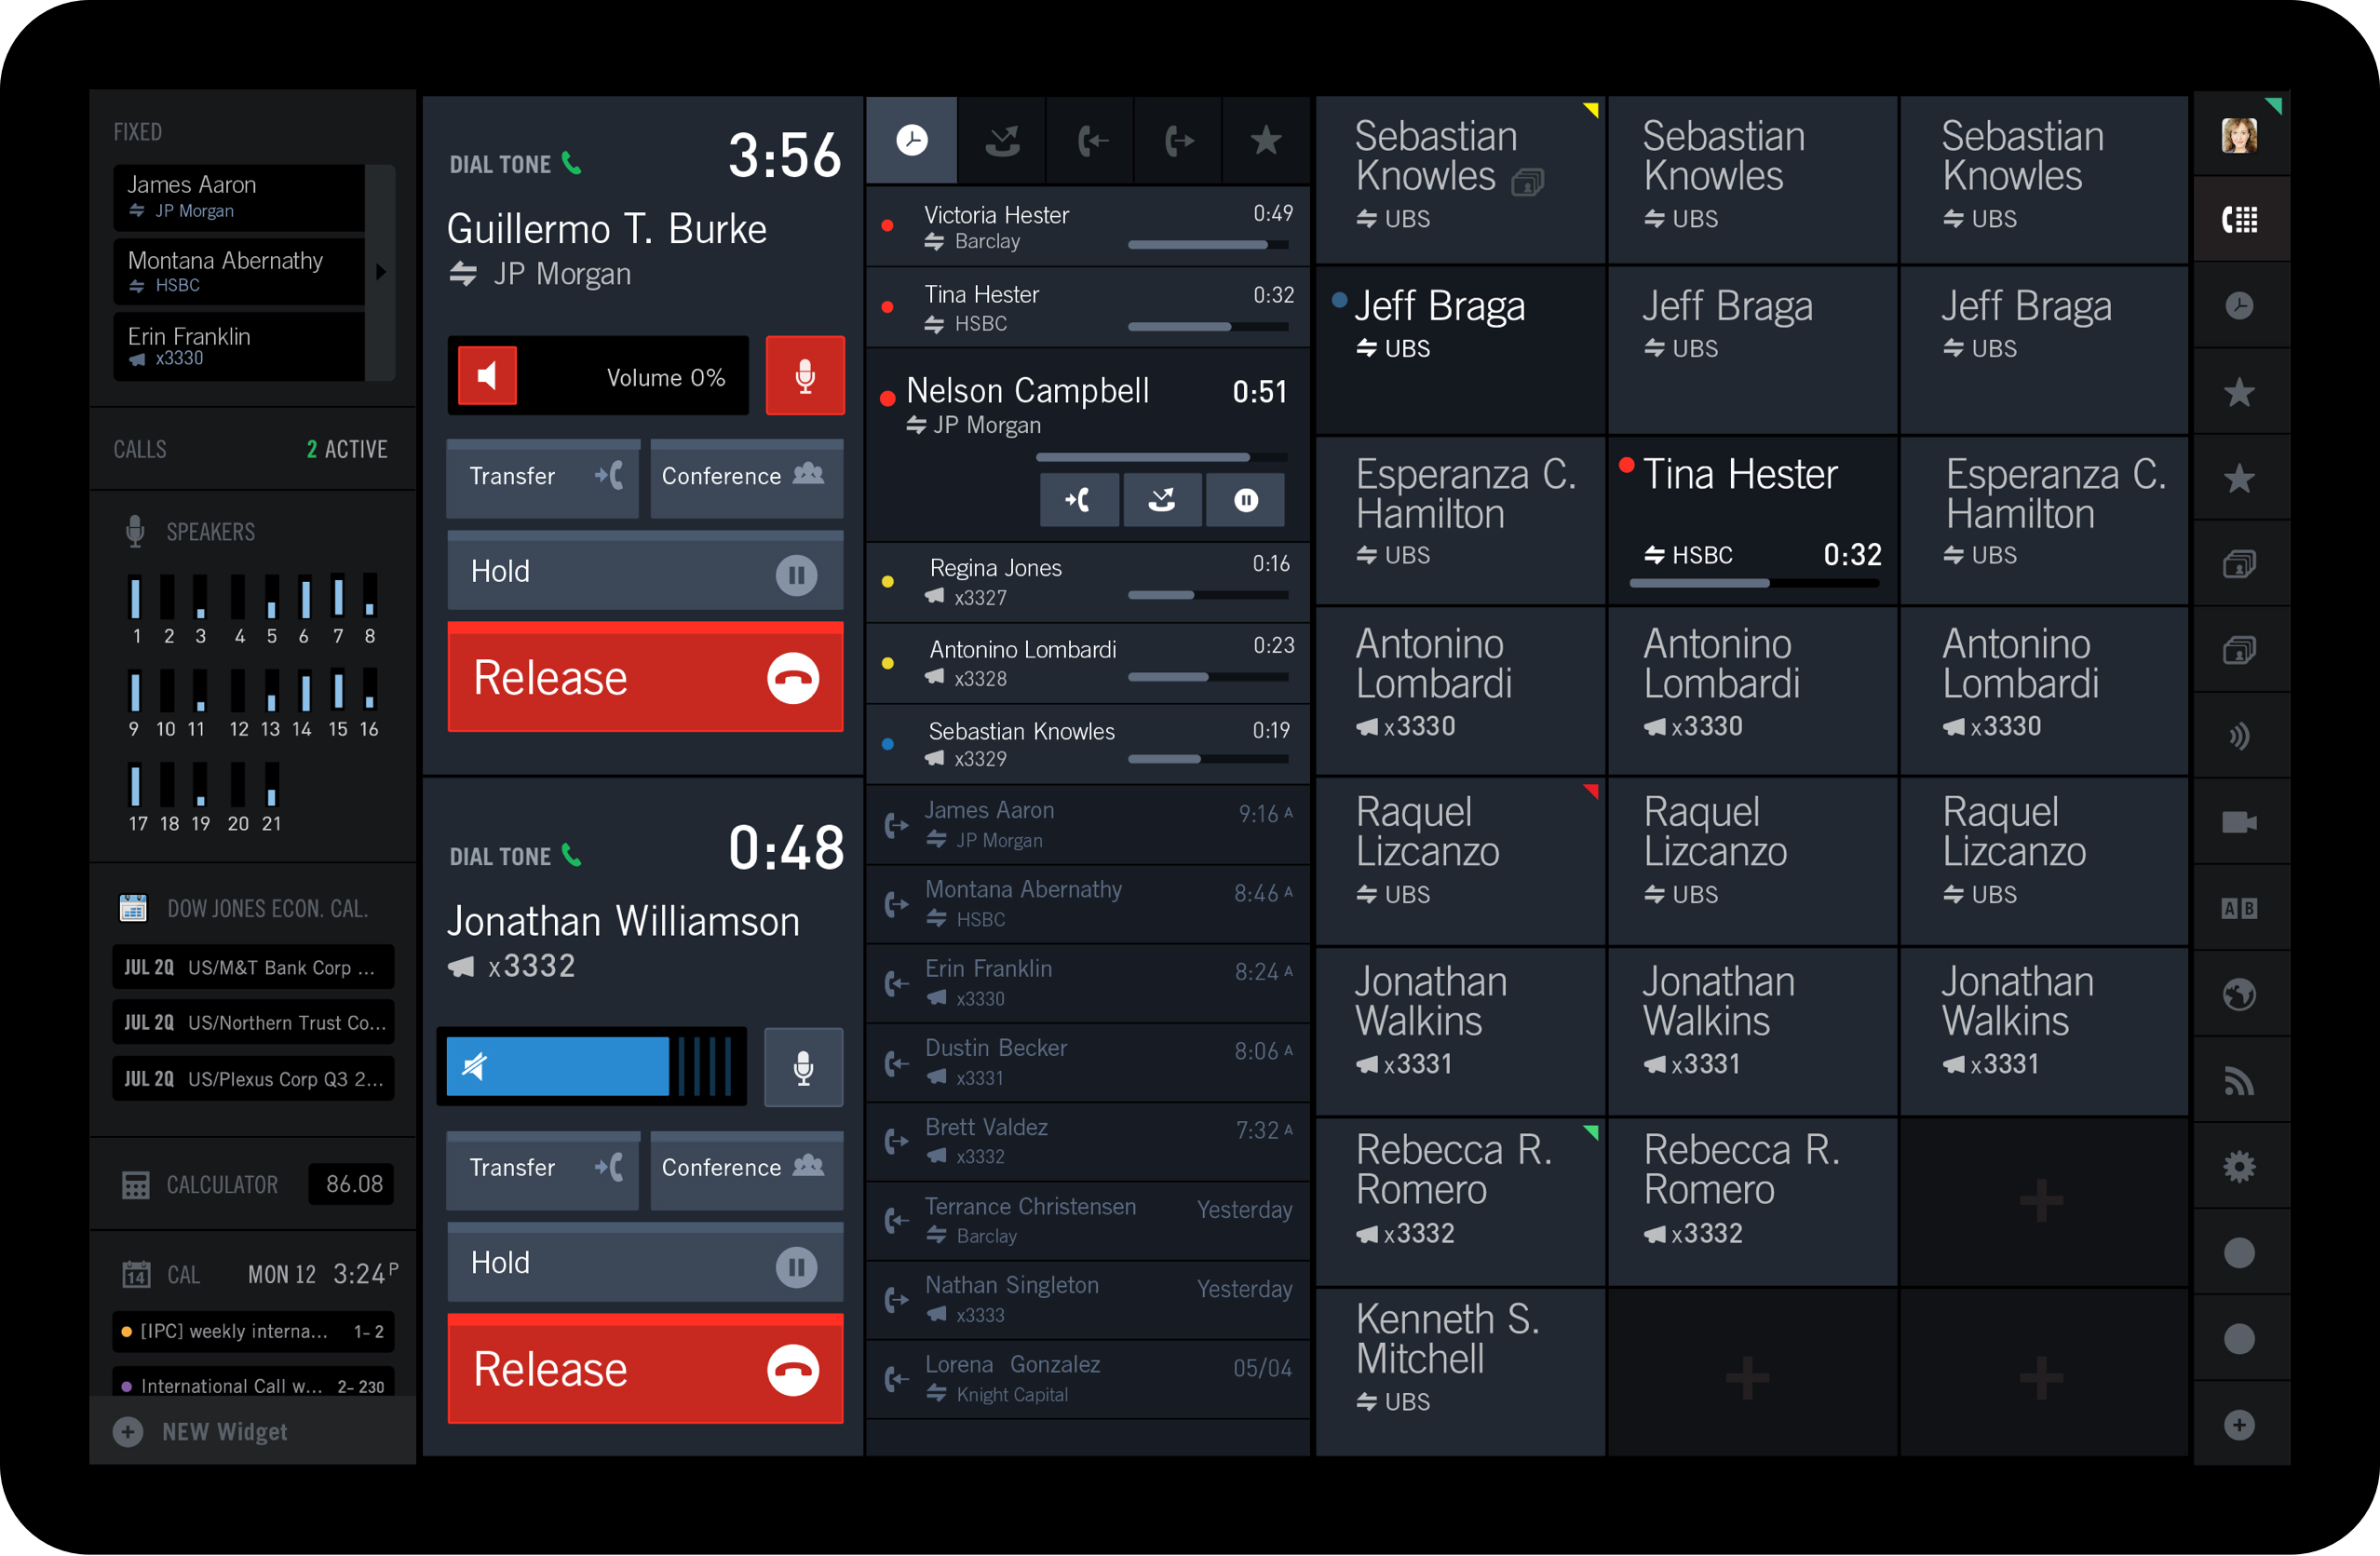 FIXED
James Aaron
JP Morgan
Montana Abernathy
HSBC
Erin Franklin
x3330
CALLS 2 ACTIVE
SPEAKERS
1 2 3 4 5 6 7 8
9 10 11 12 13 14 15 16
17 18 19 20 21
DOW JONES ECON. CAL.
JUL 2Q US/M&T Bank Corp ...
JUL 2Q US/Northern Trust Co...
JUL 2Q US/Plexus Corp Q3 2...
CALCULATOR 86.08
14 CAL MON 12 3:24 P
[IPC] weekly interna... 1- 2
International Call w... 2- 230
NEW Widget
DIAL TONE 3:56
Guillermo T. Burke
JP Morgan
Volume 0%
Transfer Conference
Hold
Release
DIAL TONE 0:48
Jonathan Williamson
x3332
Transfer Conference
Hold
Release
Victoria Hester 0:49
Barclay
Tina Hester 0:32
HSBC
Nelson Campbell 0:51
JP Morgan
Regina Jones 0:16
x3327
Antonino Lombardi 0:23
x3328
Sebastian Knowles 0:19
x3329
James Aaron 9:16 A
JP Morgan
Montana Abernathy 8:46 A
HSBC
Erin Franklin 8:24 A
x3330
Dustin Becker 8:06 A
x3331
Brett Valdez 7:32 A
x3332
Terrance Christensen Yesterday
Barclay
Nathan Singleton Yesterday
x3333
Lorena Gonzalez 05/04
Knight Capital
Sebastian
Knowles
UBS
Sebastian
Knowles
UBS
Sebastian
Knowles
UBS
Jeff Braga
UBS
Jeff Braga
UBS
Jeff Braga
UBS
Esperanza C.
Hamilton
UBS
Tina Hester
HSBC 0:32
Esperanza C.
Hamilton
UBS
Antonino
Lombardi
x3330
Antonino
Lombardi
x3330
Antonino
Lombardi
x3330
Raquel
Lizcanzo
UBS
Raquel
Lizcanzo
UBS
Raquel
Lizcanzo
UBS
Jonathan
Walkins
x3331
Jonathan
Walkins
x3331
Jonathan
Walkins
x3331
Rebecca R.
Romero
x3332
Rebecca R.
Romero
x3332
Kenneth S.
Mitchell
UBS
A B